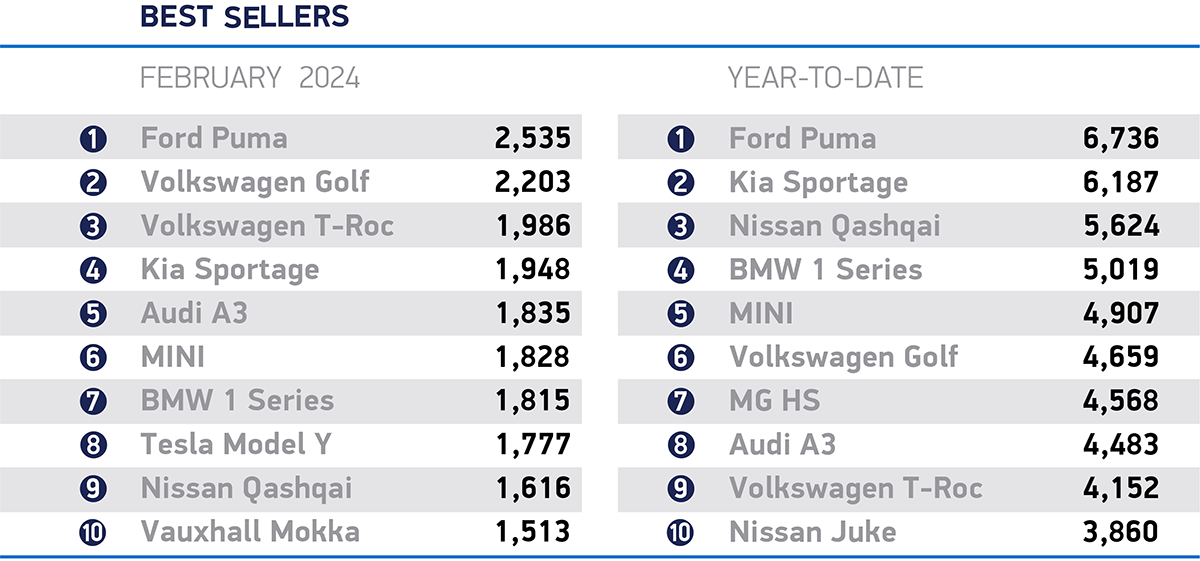 BEST SELLERS
FEBRUARY 2024
1 Ford Puma 2,535
2 Volkswagen Golf 2,203
3 Volkswagen T-Roc 1,986
4 Kia Sportage 1,948
5 Audi A3 1,835
6 MINI 1,828
7 BMW 1 Series 1,815
8 Tesla Model Y 1,777
9 Nissan Qashqai 1,616
10 Vauxhall Mokka 1,513
YEAR-TO-DATE
1 Ford Puma 6,736
2 Kia Sportage 6,187
3 Nissan Qashqai 5,624
4 BMW 1 Series 5,019
5 MINI 4,907
6 Volkswagen Golf 4,659
7 MG HS 4,568
8 Audi A3 4,483
9 Volkswagen T-Roc 4,152
10 Nissan Juke 3,860